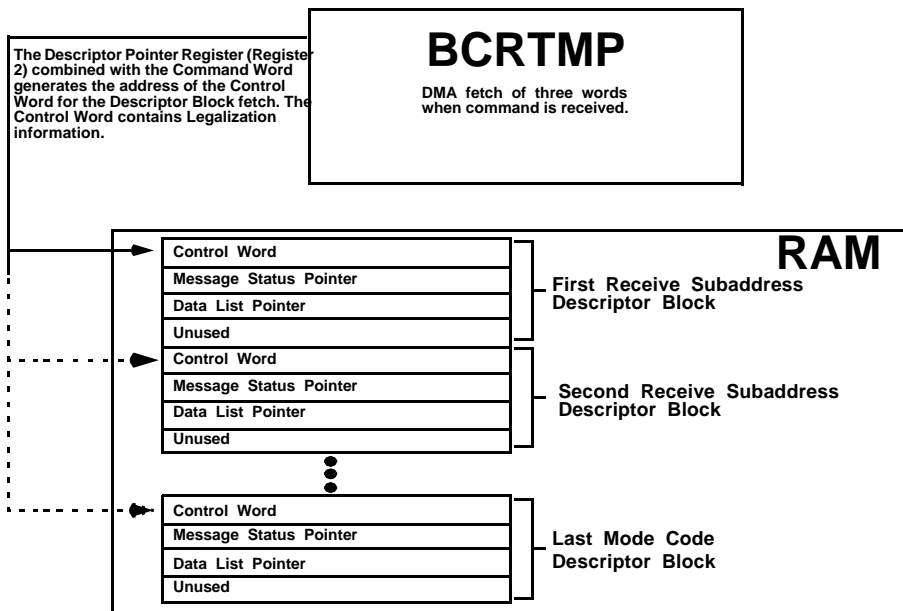 The Descriptor Pointer Register (Register
2) combined with the Command Word
generates the address of the Control
Word for the Descriptor Block fetch. The
Control Word contains Legalization
information.
BCRTMP
DMA fetch of three words
when command is received.
RAM
Control Word
Message Status Pointer
Data List Pointer
Unused
First Receive Subaddress
Descriptor Block
Control Word
Message Status Pointer
Data List Pointer
Unused
Second Receive Subaddress
Descriptor Block
Control Word
Message Status Pointer
Data List Pointer
Unused
Last Mode Code
Descriptor Block